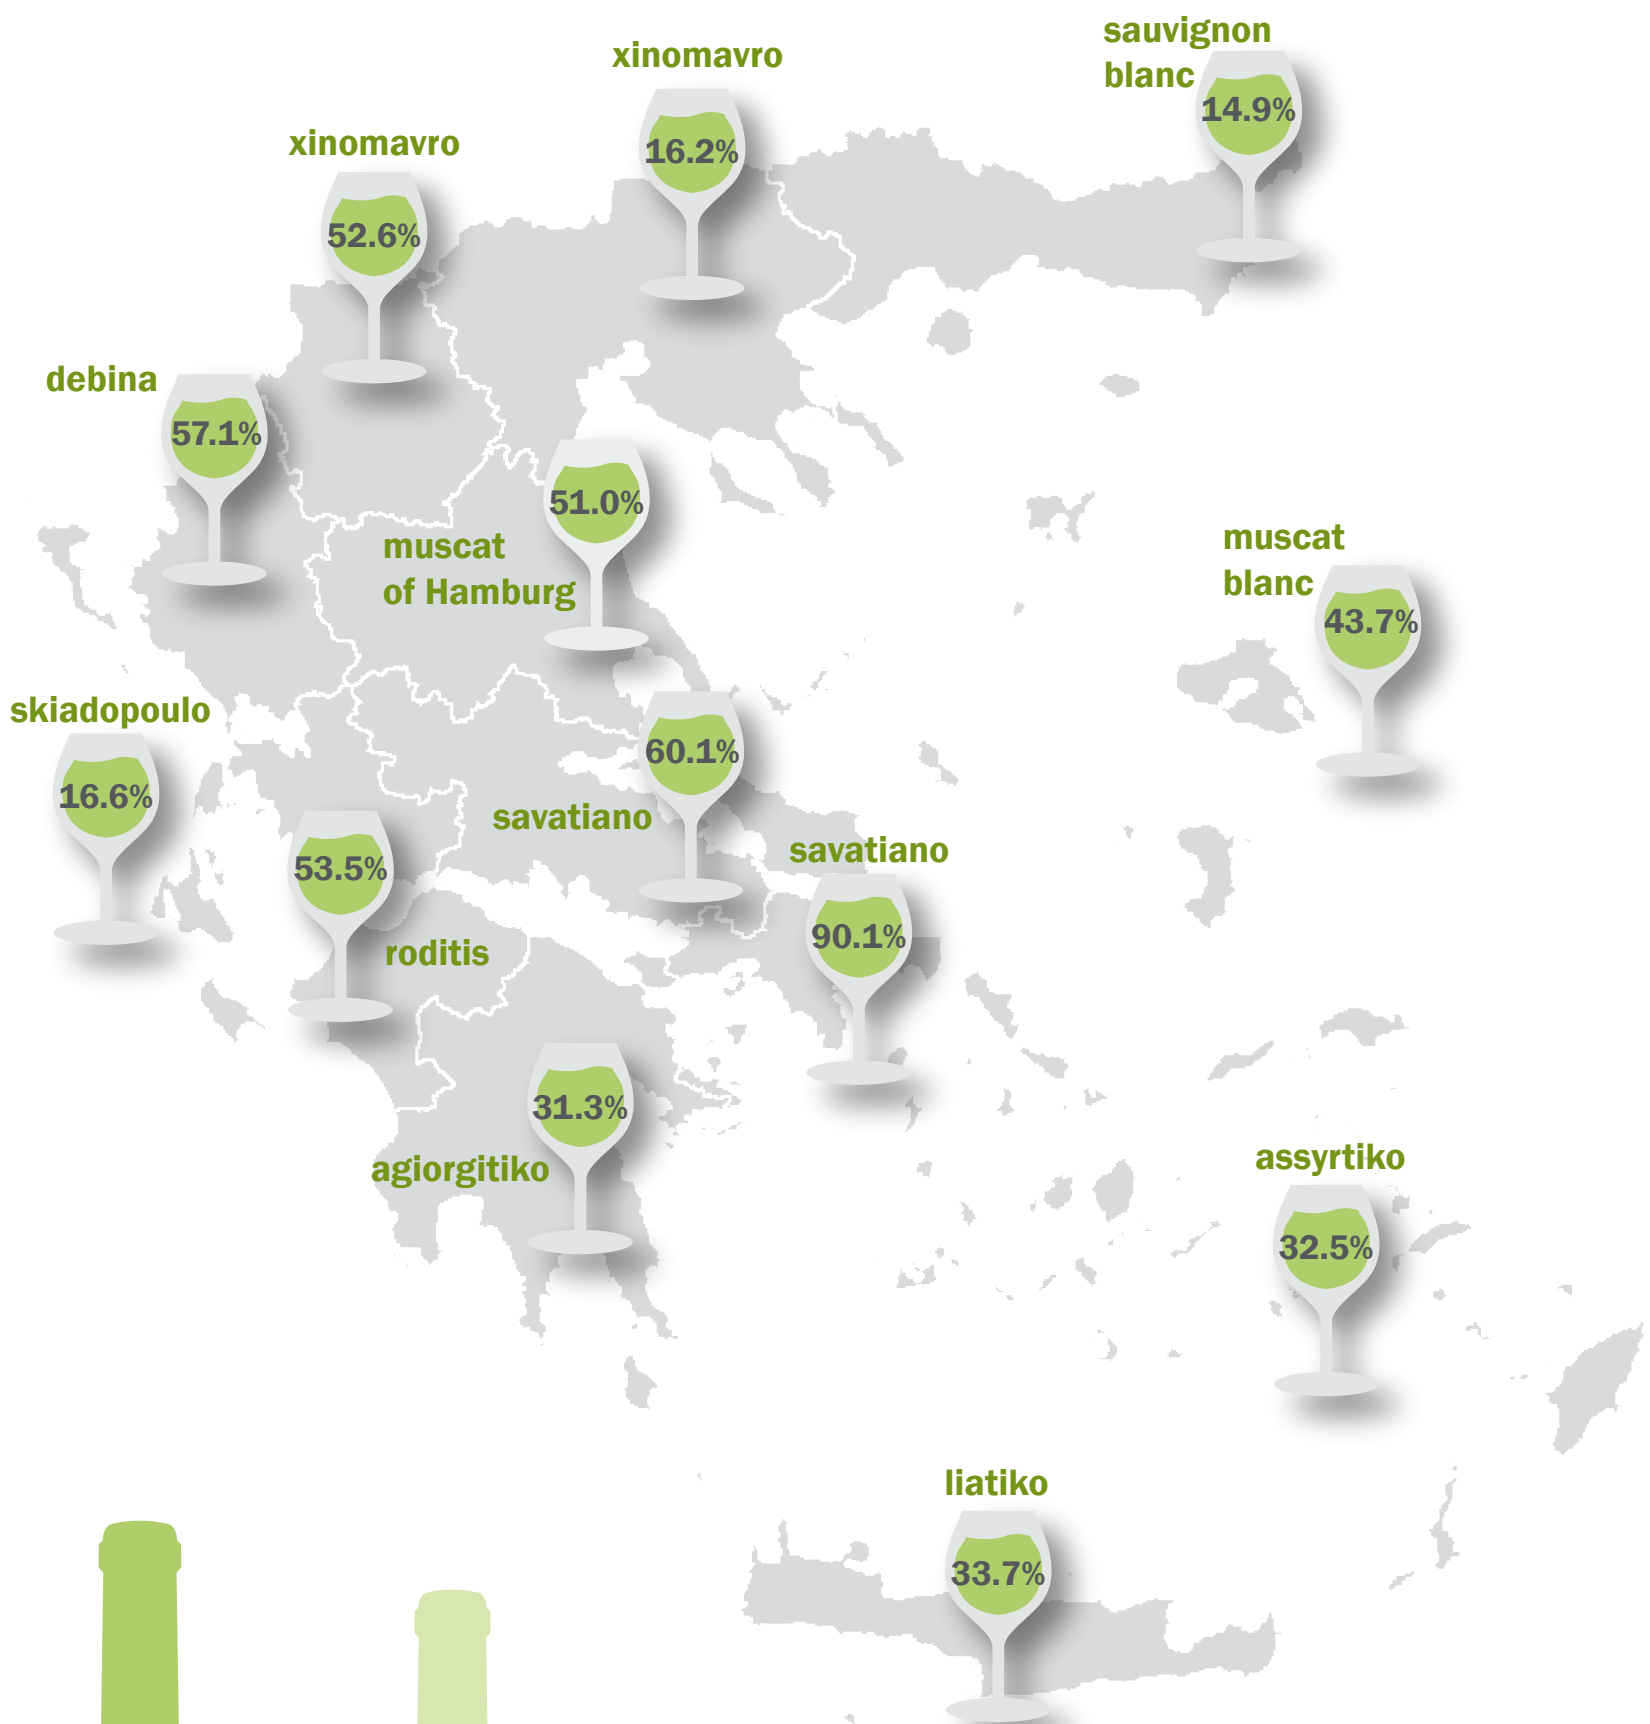 sauvignon
blanc
14.9%
xinomavro
16.2%
xinomavro
52.6%
debina
57.1%
51.0%
muscat
of Hamburg
muscat
blanc
43.7%
skiadopoulo
16.6%
60.1%
savatiano
savatiano
90.1%
53.5%
roditis
31.3%
agiorgitiko
assyrtiko
32.5%
liatiko
33.7%